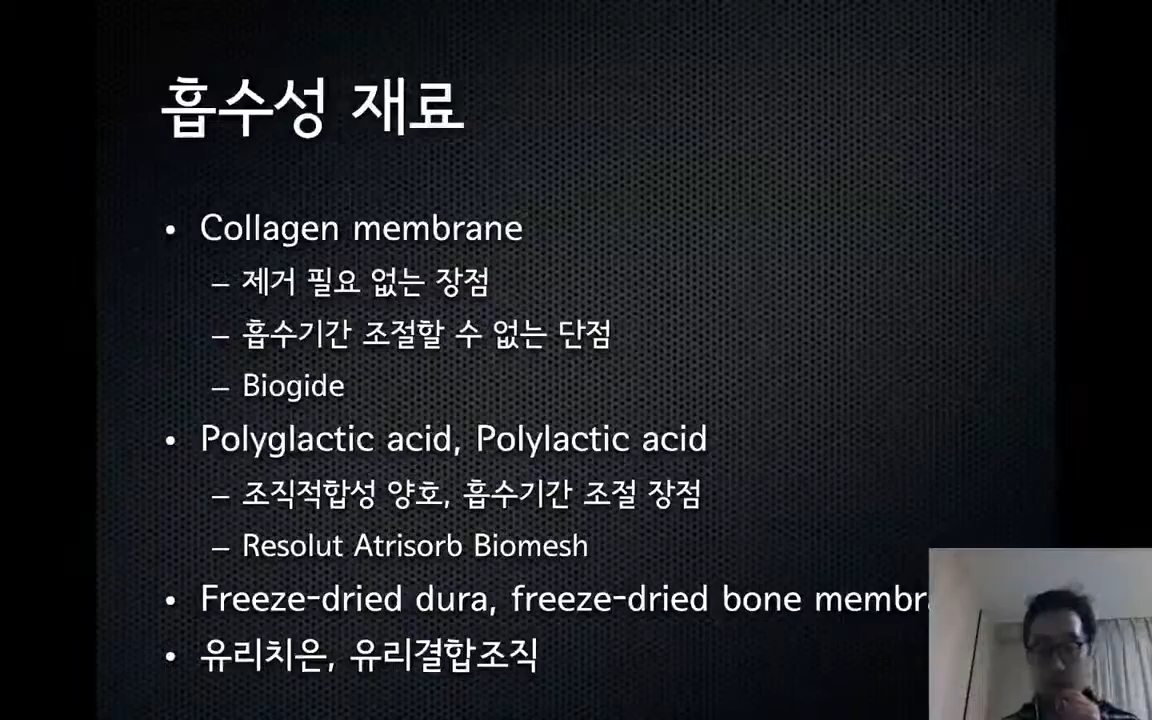 흡수성 재료
• Collagen membrane
– 제거 필요 없는 장점
– 흡수기간 조절할 수 없는 단점
– Biogide
• Polyglactic acid, Polylactic acid
– 조직적합성 양호, 흡수기간 조절 장점
– Resolut Atrisorb Biomesh
• Freeze-dried dura, freeze-dried bone
• 유리치은, 유리결합조직